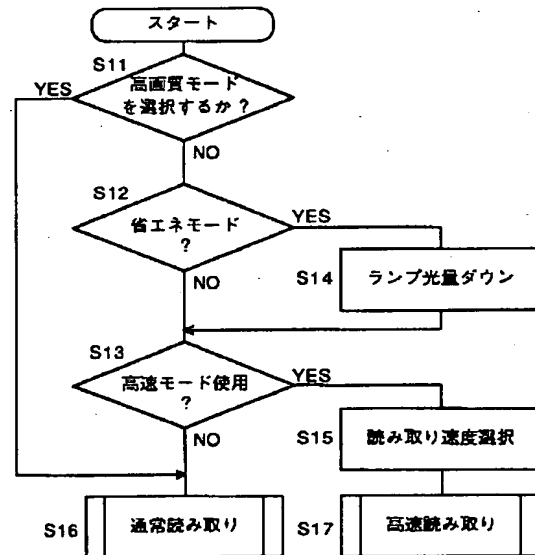 スタート
S11
高画質モード
を選択するか ?
YES
NO
S12
省エネモード
?
YES
NO
S14
ランプ光量ダウン
S13
高速モード使用
?
YES
NO
S15
読み取り速度選択
S16
通常読み取り
S17
高速読み取り